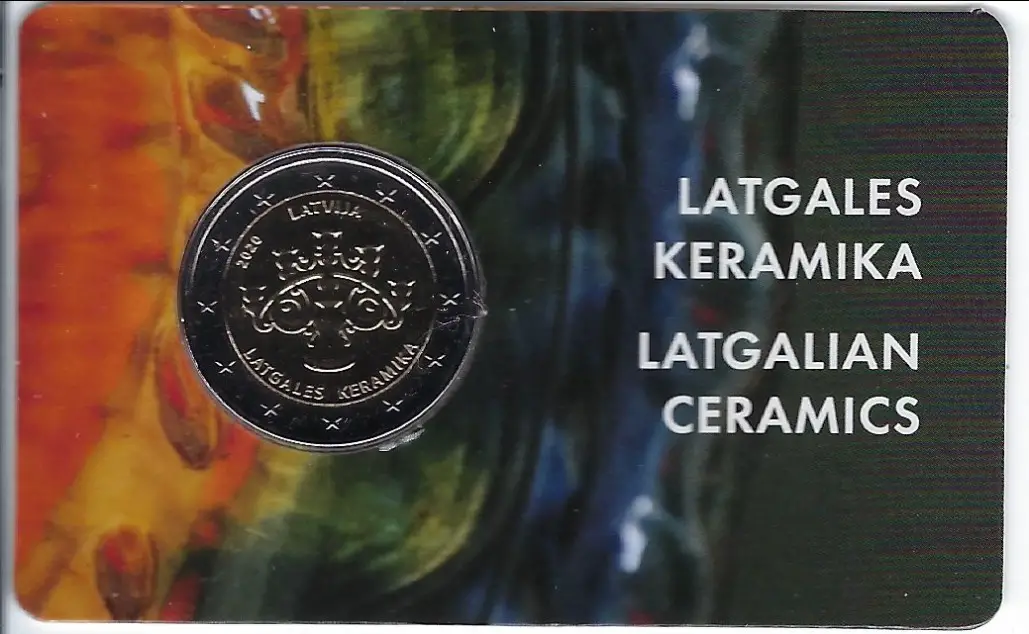 LATVIJA
2020
LATGALES KERAMIKA
LATGALES
KERAMIKA
LATGALIAN
CERAMICS